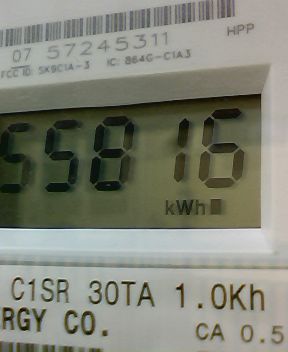 07 57245311
HPP
FCC ID: SK9C1A-3 IC: 864G-C1A3
55816
kWh
C1SR 30TA 1.0Kh
RGY CO. CA 0.5